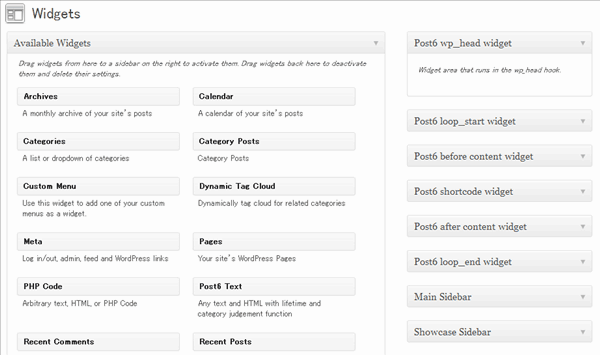 Widgets
Available Widgets
Drag widgets from here to a sidebar on the right to activate them. Drag widgets back here to deactivate
them and delete their settings.
Archives
A monthly archive of your site's posts
Calendar
A calendar of your site's posts
Categories
A list or dropdown of categories
Category Posts
Category Posts
Custom Menu
Use this widget to add one of your custom
menus as a widget.
Dynamic Tag Cloud
Dynamically tag cloud for related categories
Meta
Log in/out, admin, feed and WordPress links
Pages
Your site's WordPress Pages
PHP Code
Arbitrary text, HTML, or PHP Code
Post6 Text
Any text and HTML with lifetime and
category judgement function
Recent Comments
Recent Posts
Post6 wp_head widget
Widget area that runs in the wp_head hook.
Post6 loop_start widget
Post6 before content widget
Post6 shortcode widget
Post6 after content widget
Post6 loop_end widget
Main Sidebar
Showcase Sidebar